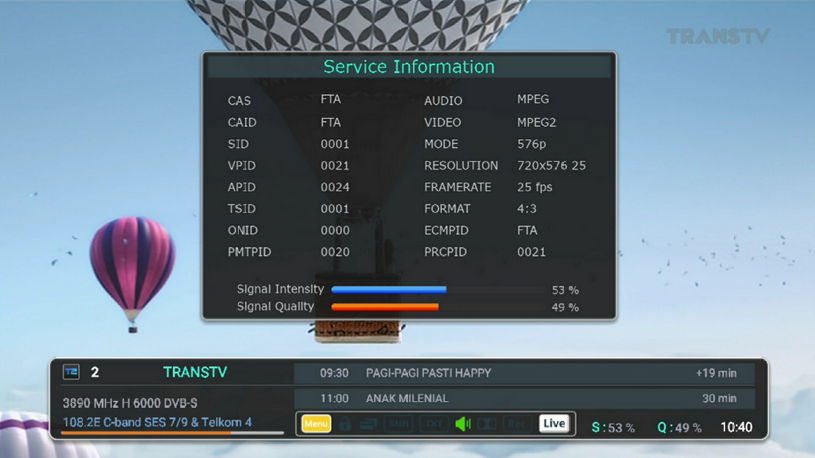 TRANSTV
Service Information
CAS FTA AUDIO MPEG
CAID FTA VIDEO MPEG2
SID 0001 MODE 576p
VPID 0021 RESOLUTION 720x576 25
APID 0024 FRAMERATE 25 fps
TSID 0001 FORMAT 4:3
ONID 0000 ECMPID FTA
PMTPID 0020 PRCPID 0021
Signal Intensity 53 %
Signal Quality 49 %
2 TRANSTV 09:30 PAGI-PAGI PASTI HAPPY +19 min
3890 MHz H 6000 DVB-S 11:00 ANAK MILENIAL 30 min
108.2E C-band SES 7/9 & Telkom 4 Menu TXT Rec Live S:53 % Q:49 % 10:40